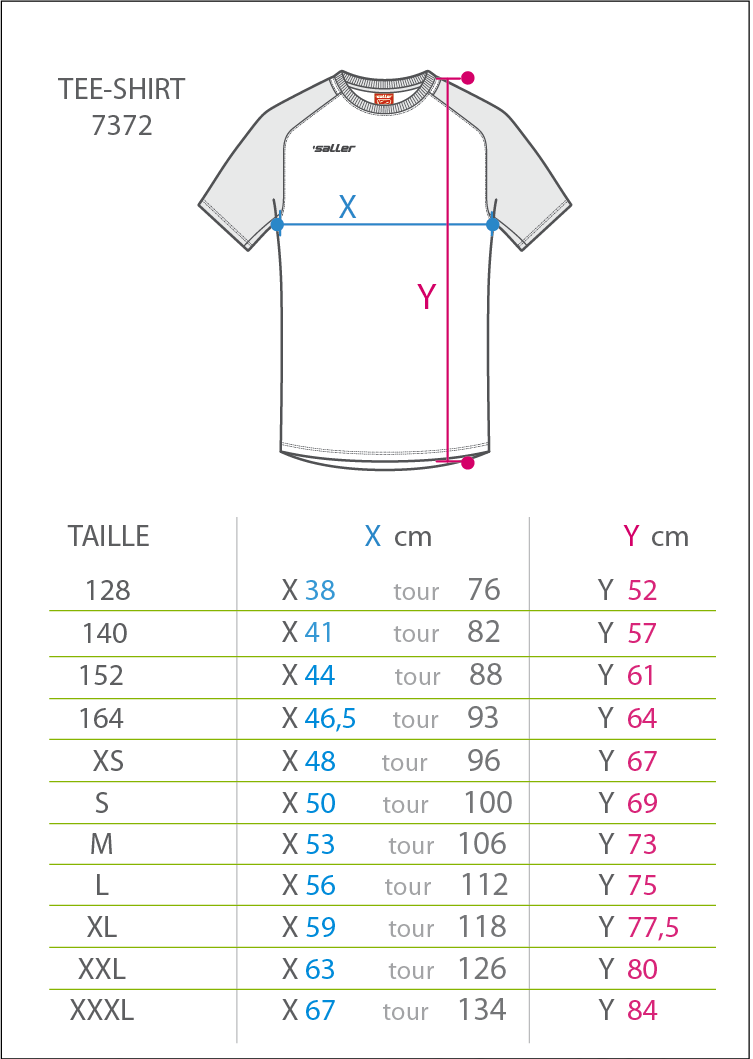 TEE-SHIRT
7372
saller
saller
X
Y
TAILLE X cm Y cm
128 X 38 tour 76 Y 52
140 X 41 tour 82 Y 57
152 X 44 tour 88 Y 61
164 X 46,5 tour 93 Y 64
XS X 48 tour 96 Y 67
S X 50 tour 100 Y 69
M X 53 tour 106 Y 73
L X 56 tour 112 Y 75
XL X 59 tour 118 Y 77,5
XXL X 63 tour 126 Y 80
XXXL X 67 tour 134 Y 84